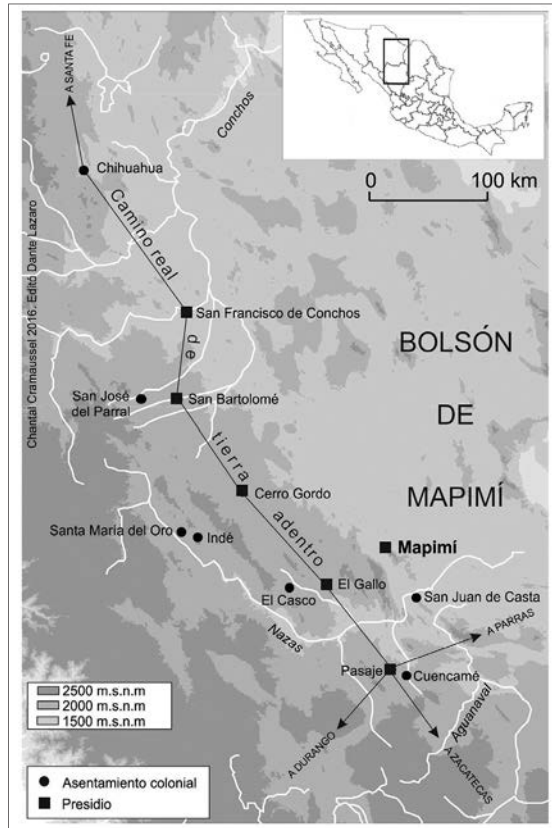 A SANTA FE
Conchos
Chihuahua
0 100 km
Camino real
de
tierra
adentro
San Francisco de Conchos
BOLSÓN
DE
MAPIMÍ
San José
del Parral
San Bartolomé
Cerro Gordo
Santa María del Oro
Indé
Mapimí
El Gallo
El Casco
San Juan de Casta
Nazas
A PARRAS
Pasaje
Cuencamé
Aguanaval
A DURANGO
A ZACATECAS
2500 m.s.n.m
2000 m.s.n.m
1500 m.s.n.m
Asentamiento colonial
Presidio
Chantal Cramaussel 2016. Editó Dante Lazaro